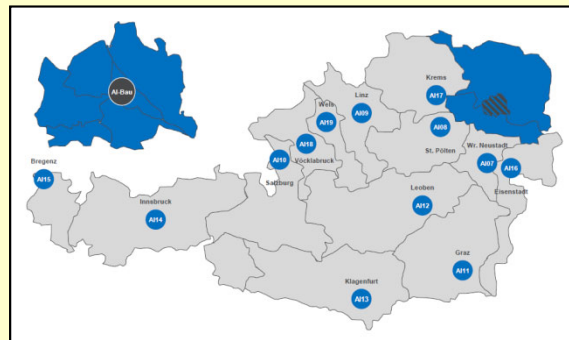 AI-Bau
Krems
AI17
Linz
AI09
Wels
AI19
AI08
St. Pölten
AI18
Vöcklabruck
AI10
Salzburg
Wr. Neustadt
AI07
AI16
Eisenstadt
Bregenz
AI15
Innsbruck
AI14
Leoben
AI12
Graz
AI11
Klagenfurt
AI13